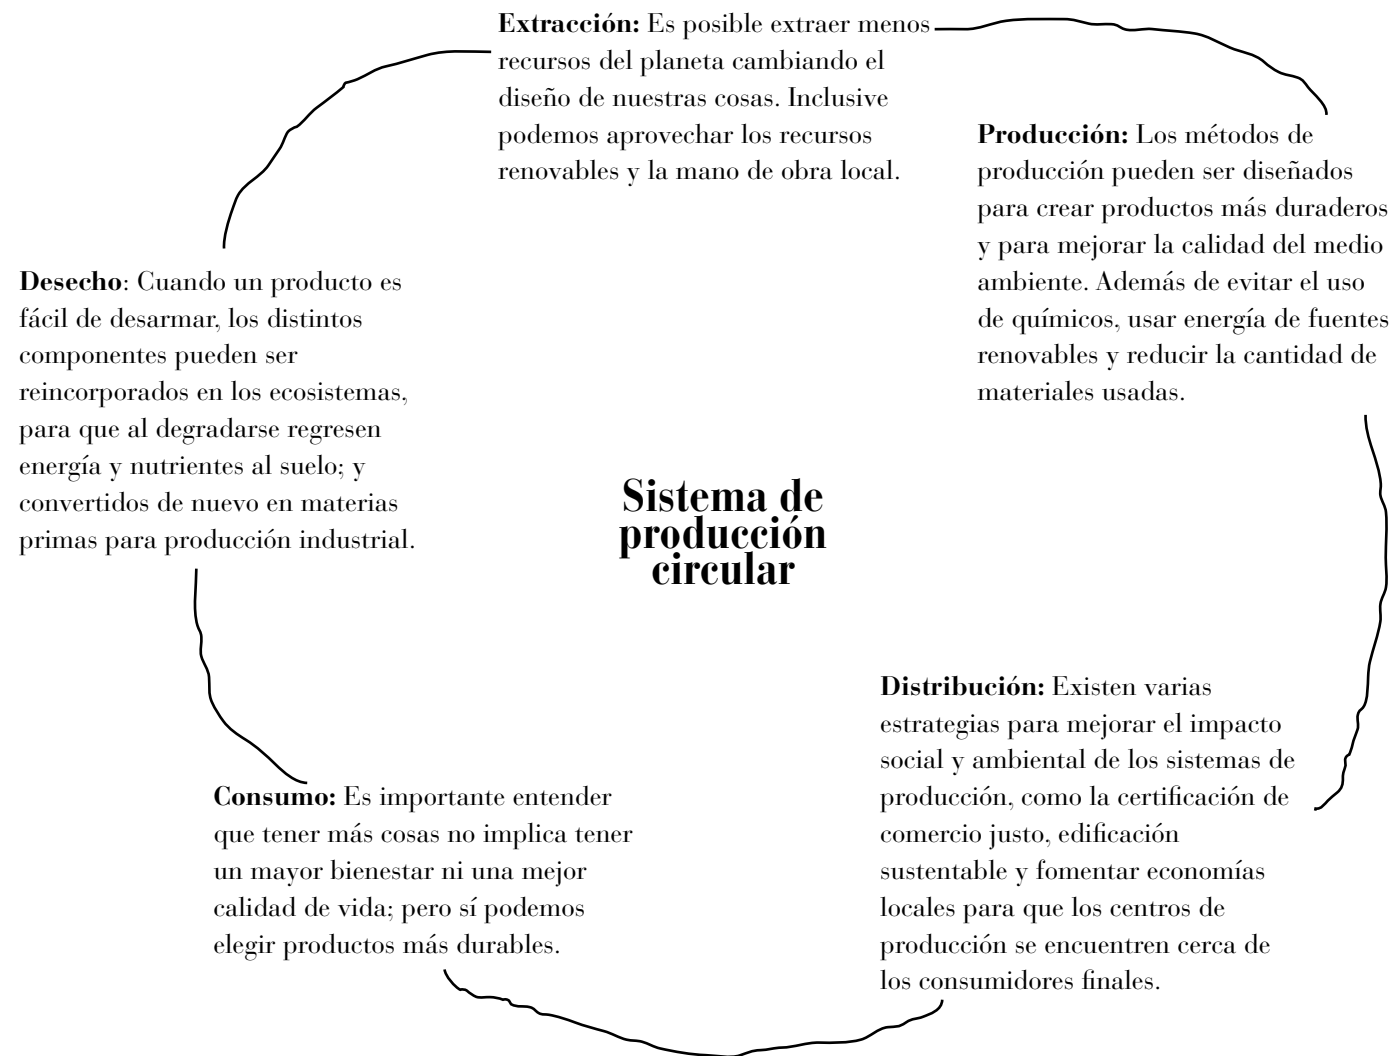 Extracción: Es posible extraer menos
recursos del planeta cambiando el
diseño de nuestras cosas. Inclusive
podemos aprovechar los recursos
renovables y la mano de obra local.
Producción: Los métodos de
producción pueden ser diseñados
para crear productos más duraderos
y para mejorar la calidad del medio
ambiente. Además de evitar el uso
de químicos, usar energía de fuentes
renovables y reducir la cantidad de
materiales usadas.
Desecho: Cuando un producto es
fácil de desarmar, los distintos
componentes pueden ser
reincorporados en los ecosistemas,
para que al degradarse regresen
energía y nutrientes al suelo; y
convertidos de nuevo en materias
primas para producción industrial.
Sistema de
producción
circular
Distribución: Existen varias
estrategias para mejorar el impacto
social y ambiental de los sistemas de
producción, como la certificación de
comercio justo, edificación
sustentable y fomentar economías
locales para que los centros de
producción se encuentren cerca de
los consumidores finales.
Consumo: Es importante entender
que tener más cosas no implica tener
un mayor bienestar ni una mejor
calidad de vida; pero sí podemos
elegir productos más durables.